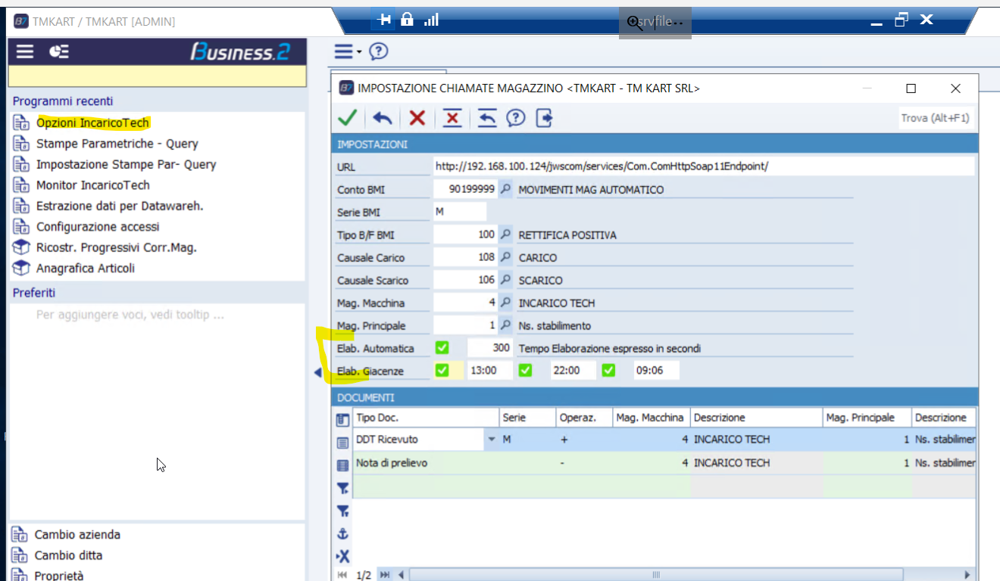 TMKART / TMKART [ADMIN]
srvfile...
BUSINESS.2
Programmi recenti
Opzioni IncaricoTech
Stampe Parametriche - Query
Impostazione Stampe Par- Query
Monitor IncaricoTech
Estrazione dati per Datawareh.
Configurazione accessi
Ricostr. Progressivi Corr.Mag.
Anagrafica Articoli
Preferiti
Per aggiungere voci, vedi tooltip ...
Cambio azienda
Cambio ditta
Proprietà
IMPOSTAZIONE CHIAMATE MAGAZZINO <TMKART - TM KART SRL>
Trova (Alt+F1)
IMPOSTAZIONI
URL http://192.168.100.124/jwscom/services/Com.ComHttpSoap11Endpoint/
Conto BMI 90199999 MOVIMENTI MAG AUTOMATICO
Serie BMI M
Tipo B/F BMI 100 RETTIFICA POSITIVA
Causale Carico 108 CARICO
Causale Scarico 106 SCARICO
Mag. Macchina 4 INCARICO TECH
Mag. Principale 1 Ns. stabilimento
Elab. Automatica 300 Tempo Elaborazione espresso in secondi
Elab. Giacenze 13:00 22:00 09:06
DOCUMENTI
Tipo Doc. Serie Operaz. Mag. Macchina Descrizione Mag. Principale Descrizione
DDT Ricevuto M + 4 INCARICO TECH 1 Ns. stabilimer
Nota di prelievo - 4 INCARICO TECH 1 Ns. stabilimer
1/2